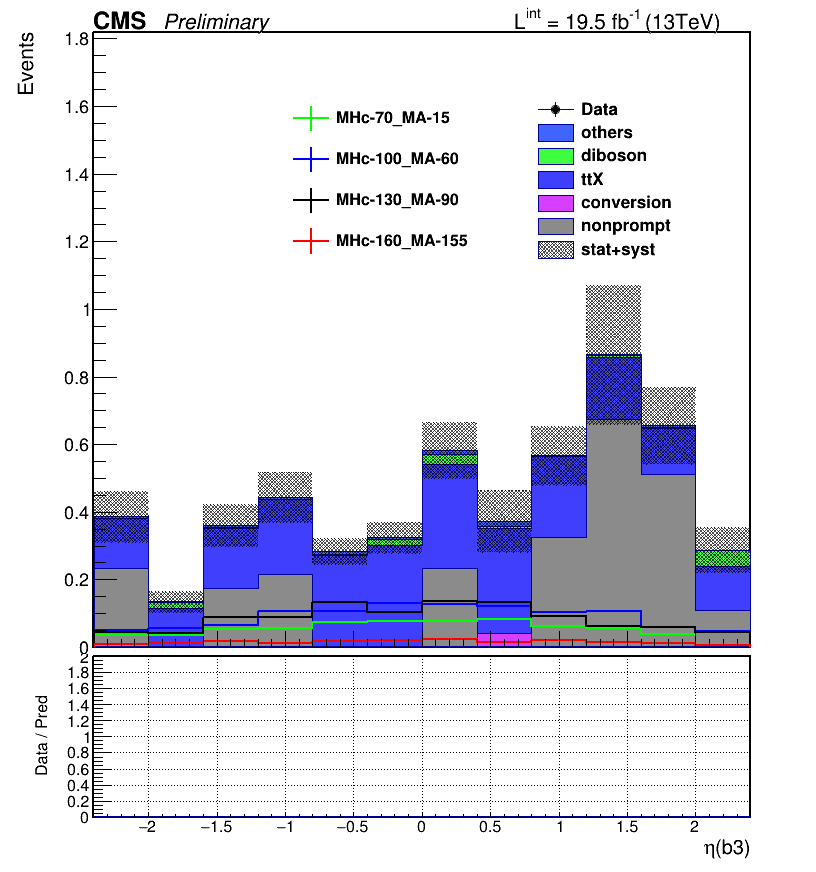 CMS Preliminary L^int = 19.5 fb⁻¹ (13TeV)
Events
1.8
1.6
1.4
1.2
1
0.8
0.6
0.4
0.2
0
MHc-70_MA-15
MHc-100_MA-60
MHc-130_MA-90
MHc-160_MA-155
Data
others
diboson
ttX
conversion
nonprompt
stat+syst
Data / Pred
2
1.8
1.6
1.4
1.2
1
0.8
0.6
0.4
0.2
0
−2 −1.5 −1 −0.5 0 0.5 1 1.5 2
η(b3)